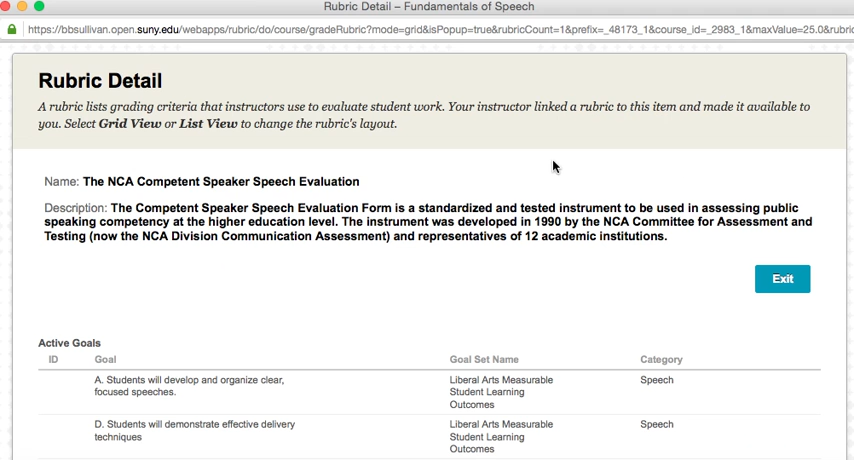 Rubric Detail – Fundamentals of Speech
https://bbsullivan.open.suny.edu/webapps/rubric/do/course/gradeRubric?mode=grid&isPopup=true&rubricCount=1&prefix=_48173_1&course_id=_2983_1&maxValue=25.0&rubric
Rubric Detail
A rubric lists grading criteria that instructors use to evaluate student work. Your instructor linked a rubric to this item and made it available to
you. Select Grid View or List View to change the rubric's layout.
Name: The NCA Competent Speaker Speech Evaluation
Description: The Competent Speaker Speech Evaluation Form is a standardized and tested instrument to be used in assessing public
speaking competency at the higher education level. The instrument was developed in 1990 by the NCA Committee for Assessment and
Testing (now the NCA Division Communication Assessment) and representatives of 12 academic institutions.
Exit
Active Goals
ID Goal Goal Set Name Category
A. Students will develop and organize clear, Liberal Arts Measurable Speech
focused speeches. Student Learning
Outcomes
D. Students will demonstrate effective delivery Liberal Arts Measurable Speech
techniques Student Learning
Outcomes